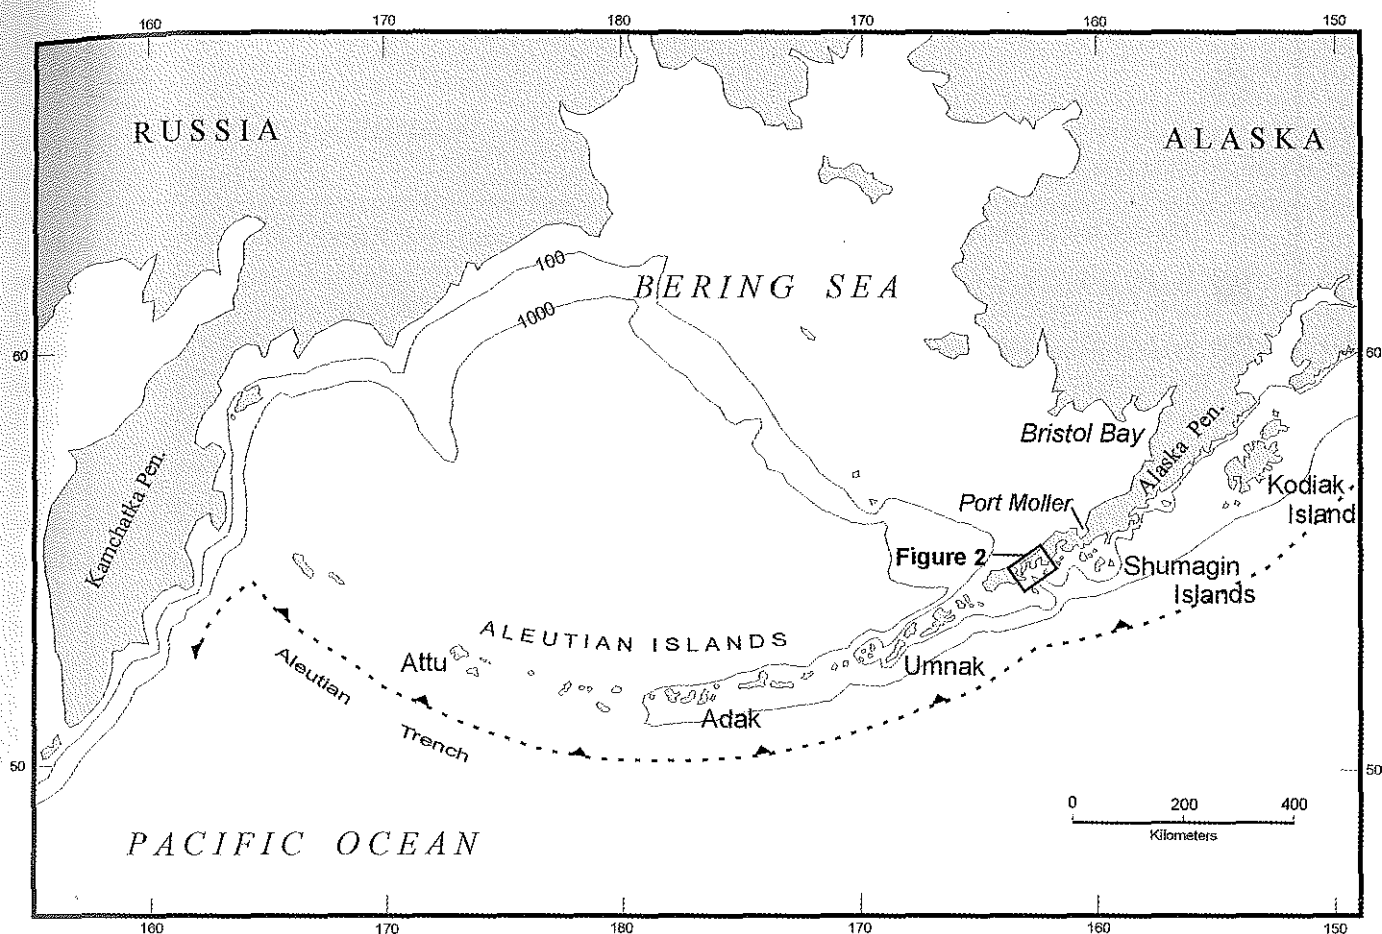 160 170 180 170 160 150
RUSSIA
ALASKA
100
BERING SEA
1000
60
60
Bristol Bay
Alaska Pen.
Kamchatka Pen.
Port Moller
Kodiak
Island
Figure 2
Shumagin
Islands
ALEUTIAN ISLANDS
Attu
Umnak
Aleutian
Trench
Adak
50
50
0 200 400
Kilometers
PACIFIC OCEAN
160 170 180 170 160 150